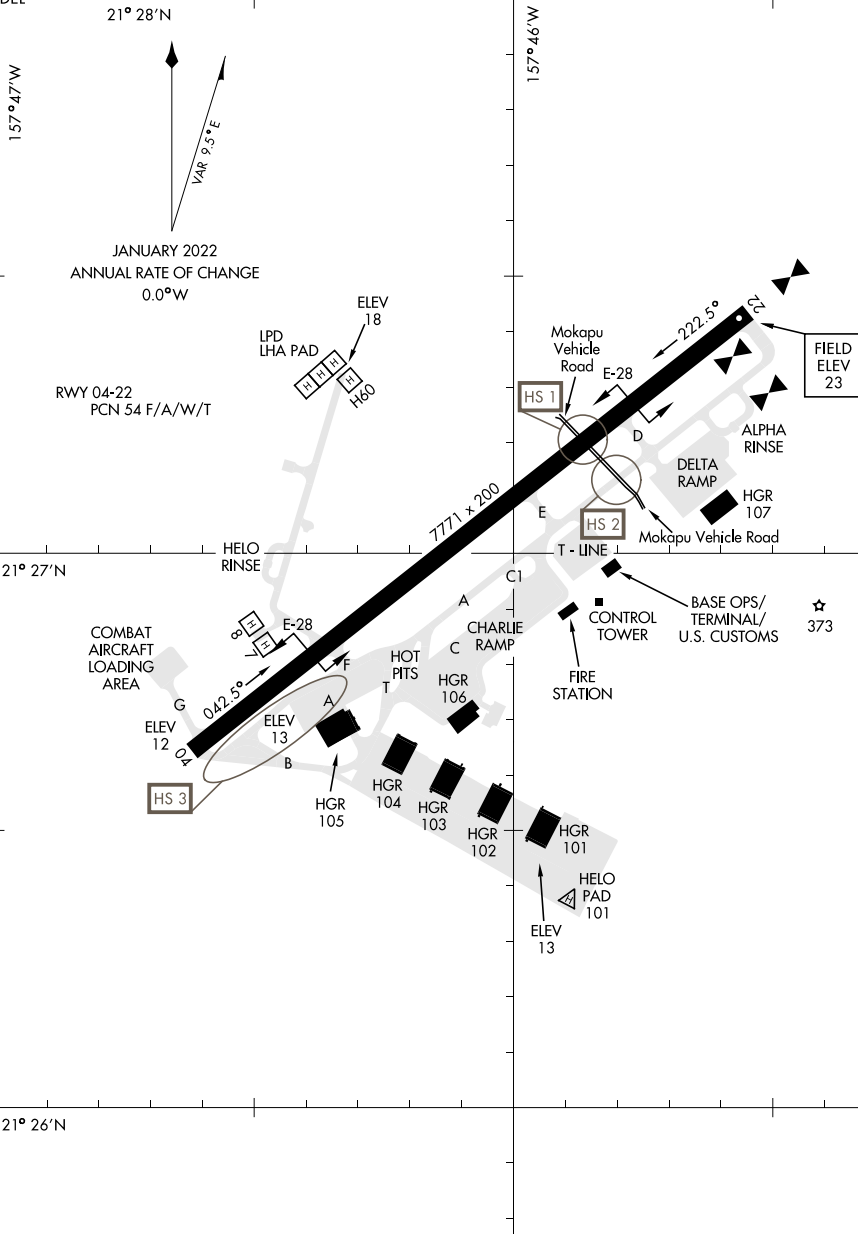 21° 28'N
157° 47'W
157° 46'W
VAR 9.5° E
JANUARY 2022
ANNUAL RATE OF CHANGE
0.0° W
ELEV
18
LPD
LHA PAD
H H H
H
H60
RWY 04-22
PCN 54 F/A/W/T
Mokapu
Vehicle
Road
222.5°
22
FIELD
ELEV
23
E-28
HS 1
D
ALPHA
RINSE
DELTA
RAMP
HGR
107
7771 x 200
E
HS 2
Mokapu Vehicle Road
HELO
RINSE
T - LINE
21° 27'N
C1
A
BASE OPS/
TERMINAL/
U.S. CUSTOMS
373
CONTROL
TOWER
FIRE
STATION
CHARLIE
RAMP
C
8
H
7
H
E-28
F
HOT
PITS
T
HGR
106
COMBAT
AIRCRAFT
LOADING
AREA
G
042.5°
A
ELEV
12
04
ELEV
13
B
HS 3
HGR
105
HGR
104
HGR
103
HGR
102
HGR
101
H
HELO
PAD
101
ELEV
13
21° 26'N